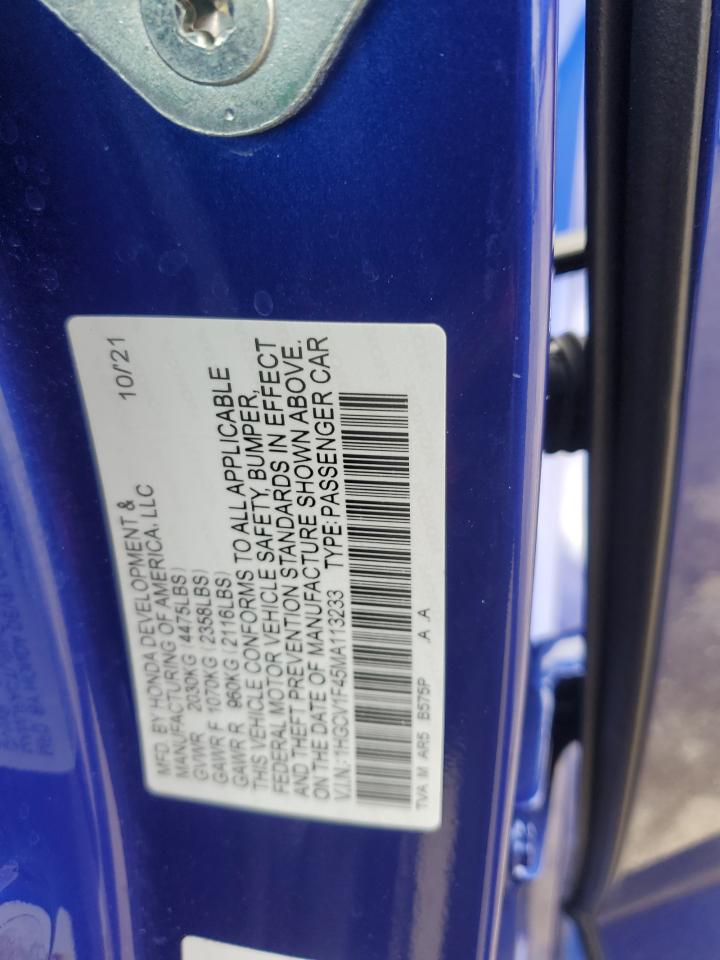 MFD. BY HONDA DEVELOPMENT & 10/'21
MANUFACTURING OF AMERICA, LLC
GVWR 2030KG (4475LBS)
GAWR F 1070KG (2358LBS)
GAWR R 960KG (2116LBS)
THIS VEHICLE CONFORMS TO ALL APPLICABLE
FEDERAL MOTOR VEHICLE SAFETY, BUMPER,
AND THEFT PREVENTION STANDARDS IN EFFECT
ON THE DATE OF MANUFACTURE SHOWN ABOVE.
V.I.N.: 1HGCV1F45MA113233 TYPE: PASSENGER CAR
TVA M AR5 B575P .A .A